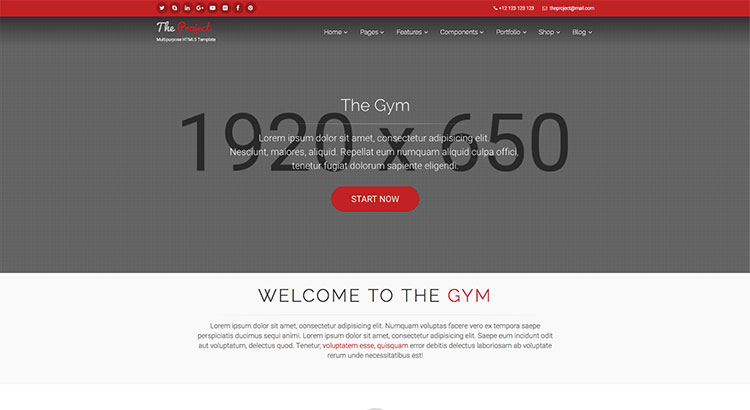 +12 123 123 123 theproject@mail.com
The Project
Multipurpose HTML5 Template
Home Pages Features Components Portfolio Shop Blog
1920 x 650
The Gym
Lorem ipsum dolor sit amet, consectetur adipisicing elit.
Nesciunt, maiores, aliquid. Repellat eum numquam aliquid culpa offici,
tenetur fugiat dolorum sapiente eligendi.
START NOW
WELCOME TO THE GYM
Lorem ipsum dolor sit amet, consectetur adipisicing elit. Numquam voluptas facere vero ex tempora saepe
perspiciatis ducimus sequi animi. Lorem ipsum dolor sit amet, consectetur adipisicing elit. Saepe eum incidunt odit
aut voluptatum, delectus quod. Tenetur, voluptatem esse, quisquam error debitis delectus laboriosam ab voluptate
rerum unde necessitatibus est!